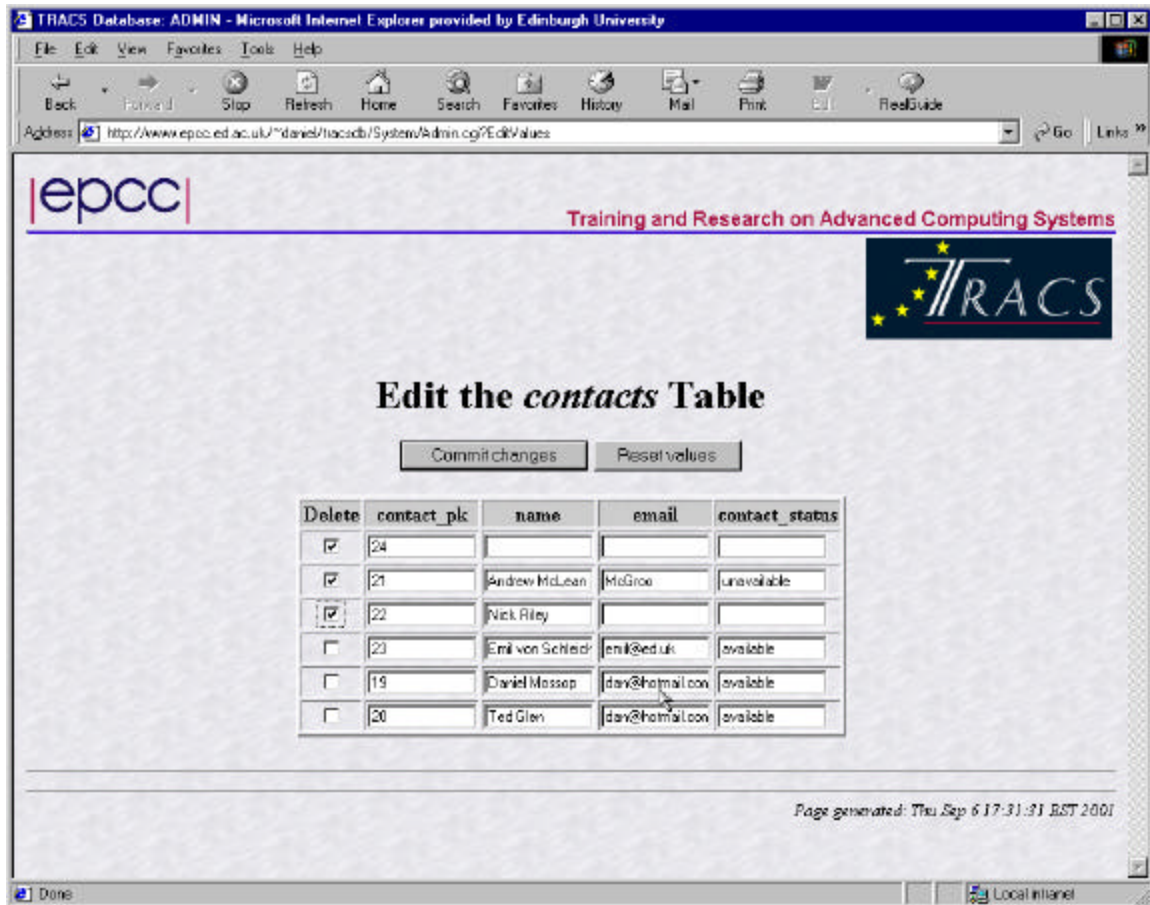 TRACS Database: ADMIN - Microsoft Internet Explorer provided by Edinburgh University
File Edit View Favorites Tools Help
Back Forward Stop Refresh Home Search Favorites History Mail Print Edit RealGuide
Address http://www.epcc.ed.ac.uk/~daniel/tracsdb/System/Admin.cgi?EditValues Go Links »
|epcc|
Training and Research on Advanced Computing Systems
TRACS
Edit the contacts Table
Commit changes Reset values
Delete contact_pk name email contact_status
24
21 Andrew McLean McGroo unavailable
22 Nick Riley
23 Emil von Schleich emil@ed.uk available
19 Daniel Mossop dan@hotmail.con available
20 Ted Glen dan@hotmail.con available
Page generated: Thu Sep 6 17:31:31 BST 2001
Done Local intranet